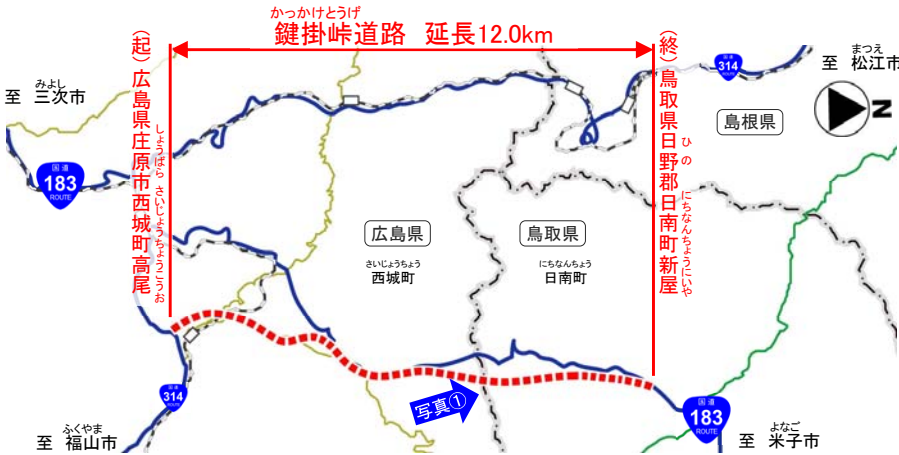 かっかけとうげ
鍵掛峠道路 延長12.0km
(起)広島県庄原市西城町高尾
しょうばら さいじょうちょうこうお
(終)鳥取県日野郡日南町新屋
ひの にちなんちょうにいや
みよし
至 三次市
国道
183
ROUTE
国道
314
ROUTE
まつえ
至 松江市
N
島根県
広島県
さいじょうちょう
西城町
鳥取県
にちなんちょう
日南町
写真①
国道
314
ROUTE
ふくやま
至 福山市
国道
183
ROUTE
よなご
至 米子市